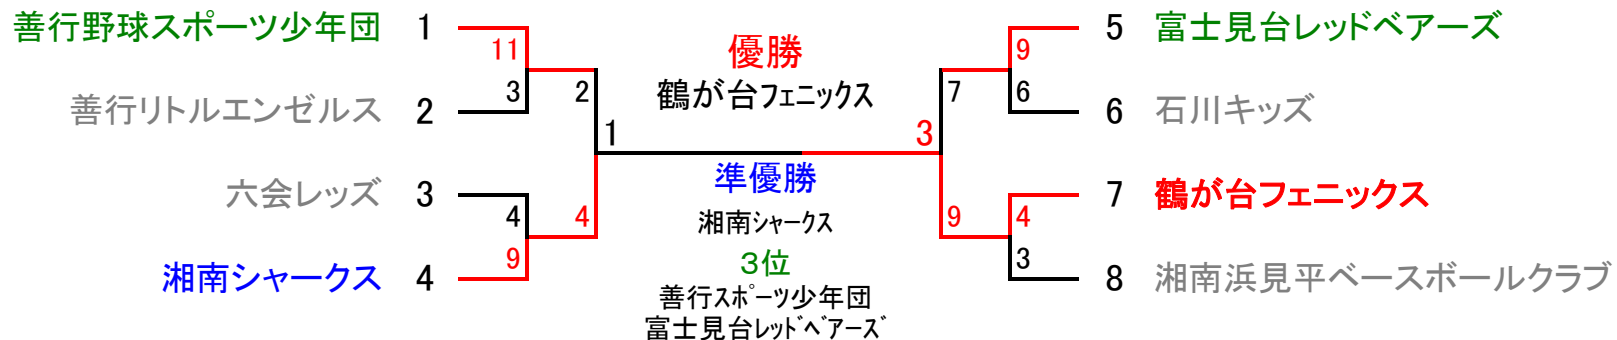 善行野球スポーツ少年団 1
11
3
善行リトルエンゼルス 2
2
六会レッズ 3
4
9
湘南シャークス 4
4
1
優勝
鶴が台フェニックス
3
準優勝
湘南シャークス
3位
善行スポーツ少年団
富士見台レッドベアーズ
5 富士見台レッドベアーズ
9
6
6 石川キッズ
7
7 鶴が台フェニックス
4
3
8 湘南浜見平ベースボールクラブ
9